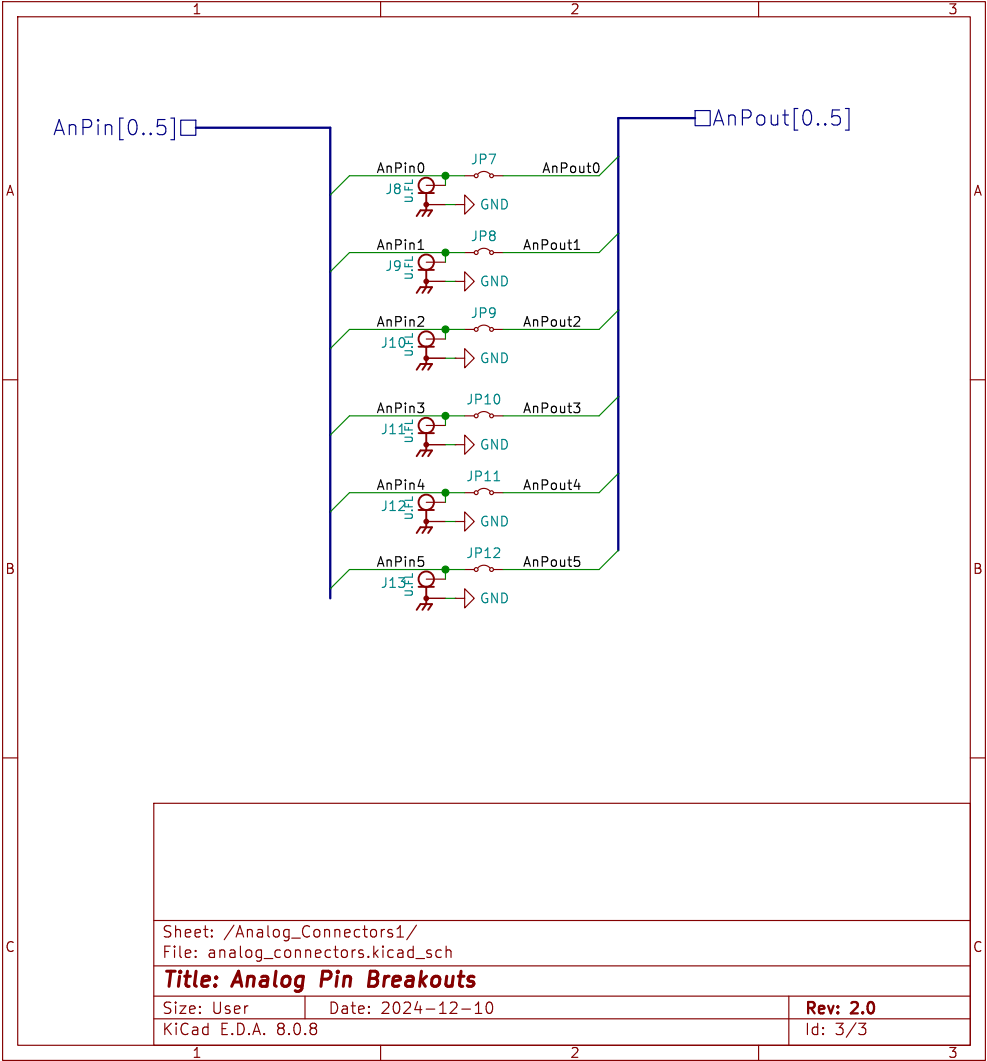 1 2 3
AnPin[0..5] AnPout[0..5]
JP7
AnPin0 AnPout0
J8 U.FL
A A
GND
JP8
AnPin1 AnPout1
J9 U.FL
GND
JP9
AnPin2 AnPout2
J10 U.FL
GND
JP10
AnPin3 AnPout3
J11 U.FL
GND
JP11
AnPin4 AnPout4
J12 U.FL
GND
JP12
AnPin5 AnPout5
B B
J13 U.FL
GND
Sheet: /Analog_Connectors1/
C C
File: analog_connectors.kicad_sch
Title: Analog Pin Breakouts
Size: User Date: 2024-12-10 Rev: 2.0
KiCad E.D.A. 8.0.8 Id: 3/3
1 2 3